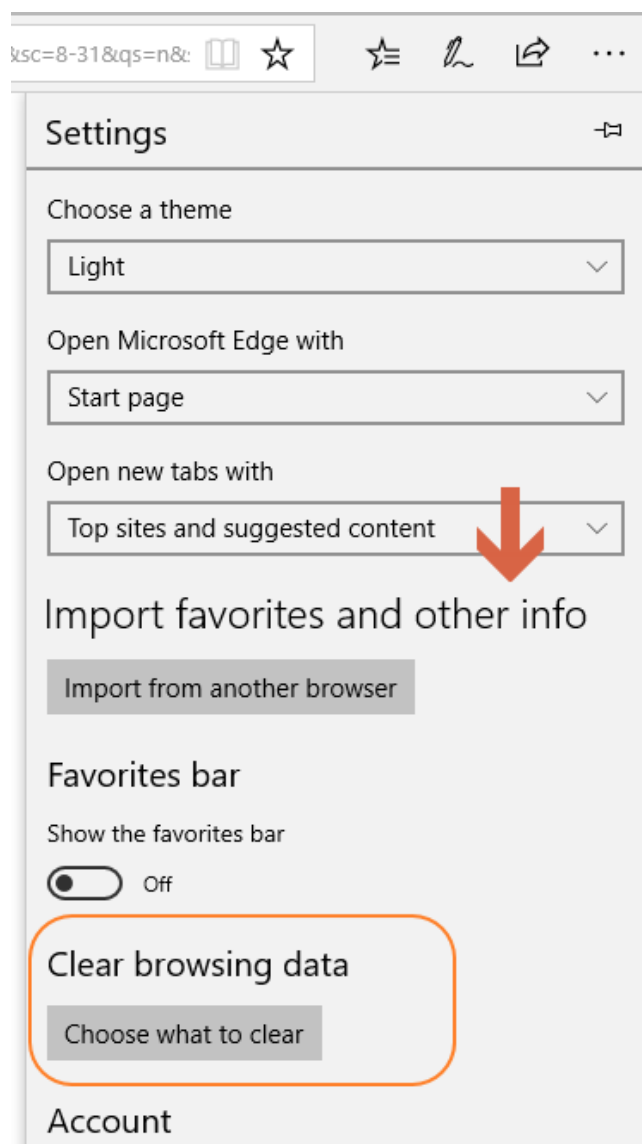 &sc=8-31&qs=n&
Settings
Choose a theme
Light
Open Microsoft Edge with
Start page
Open new tabs with
Top sites and suggested content
Import favorites and other info
Import from another browser
Favorites bar
Show the favorites bar
Off
Clear browsing data
Choose what to clear
Account